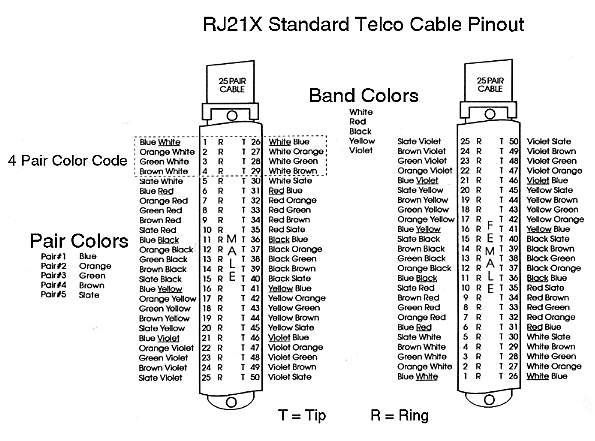 RJ21X Standard Telco Cable Pinout
25 PAIR
CABLE
4 Pair Color Code
Pair Colors
Pair#1 Blue
Pair#2 Orange
Pair#3 Green
Pair#4 Brown
Pair#5 Slate
Blue White 1 R T 26 White Blue
Orange White 2 R T 27 White Orange
Green White 3 R T 28 White Green
Brown White 4 R T 29 White Brown
Slate White 5 R T 30 White Slate
Blue Red 6 R T 31 Red Blue
Orange Red 7 R T 32 Red Orange
Green Red 8 R T 33 Red Green
Brown Red 9 R T 34 Red Brown
Slate Red 10 R T 35 Red Slate
Blue Black 11 R T 36 Black Blue
Orange Black 12 R T 37 Black Orange
Green Black 13 R T 38 Black Green
Brown Black 14 R T 39 Black Brown
Slate Black 15 R T 40 Black Slate
Blue Yellow 16 R T 41 Yellow Blue
Orange Yellow 17 R T 42 Yellow Orange
Green Yellow 18 R T 43 Yellow Green
Brown Yellow 19 R T 44 Yellow Brown
Slate Yellow 20 R T 45 Yellow Slate
Blue Violet 21 R T 46 Violet Blue
Orange Violet 22 R T 47 Violet Orange
Green Violet 23 R T 48 Violet Green
Brown Violet 24 R T 49 Violet Brown
Slate Violet 25 R T 50 Violet Slate
MALE
Band Colors
White
Red
Black
Yellow
Violet
25 PAIR
CABLE
Slate Violet 25 R T 50 Violet Slate
Brown Violet 24 R T 49 Violet Brown
Green Violet 23 R T 48 Violet Green
Orange Violet 22 R T 47 Violet Orange
Blue Violet 21 R T 46 Violet Blue
Slate Yellow 20 R T 45 Yellow Slate
Brown Yellow 19 R T 44 Yellow Brown
Green Yellow 18 R T 43 Yellow Green
Orange Yellow 17 R T 42 Yellow Orange
Blue Yellow 16 R T 41 Yellow Blue
Slate Black 15 R T 40 Black Slate
Brown Black 14 R T 39 Black Brown
Green Black 13 R T 38 Black Green
Orange Black 12 R T 37 Black Orange
Blue Black 11 R T 36 Black Blue
Slate Red 10 R T 35 Red Slate
Brown Red 9 R T 34 Red Brown
Green Red 8 R T 33 Red Green
Orange Red 7 R T 32 Red Orange
Blue Red 6 R T 31 Red Blue
Slate White 5 R T 30 White Slate
Brown White 4 R T 29 White Brown
Green White 3 R T 28 White Green
Orange White 2 R T 27 White Orange
Blue White 1 R T 26 White Blue
FEMALE
T = Tip R = Ring